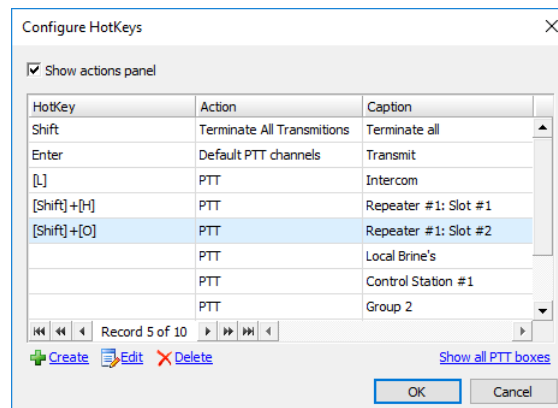 Configure HotKeys
Show actions panel
HotKey Action Caption
Shift Terminate All Transmitions Terminate all
Enter Default PTT channels Transmit
[L] PTT Intercom
[Shift]+[H] PTT Repeater #1: Slot #1
[Shift]+[O] PTT Repeater #1: Slot #2
PTT Local Brine's
PTT Control Station #1
PTT Group 2
Record 5 of 10
Create Edit Delete Show all PTT boxes
OK Cancel